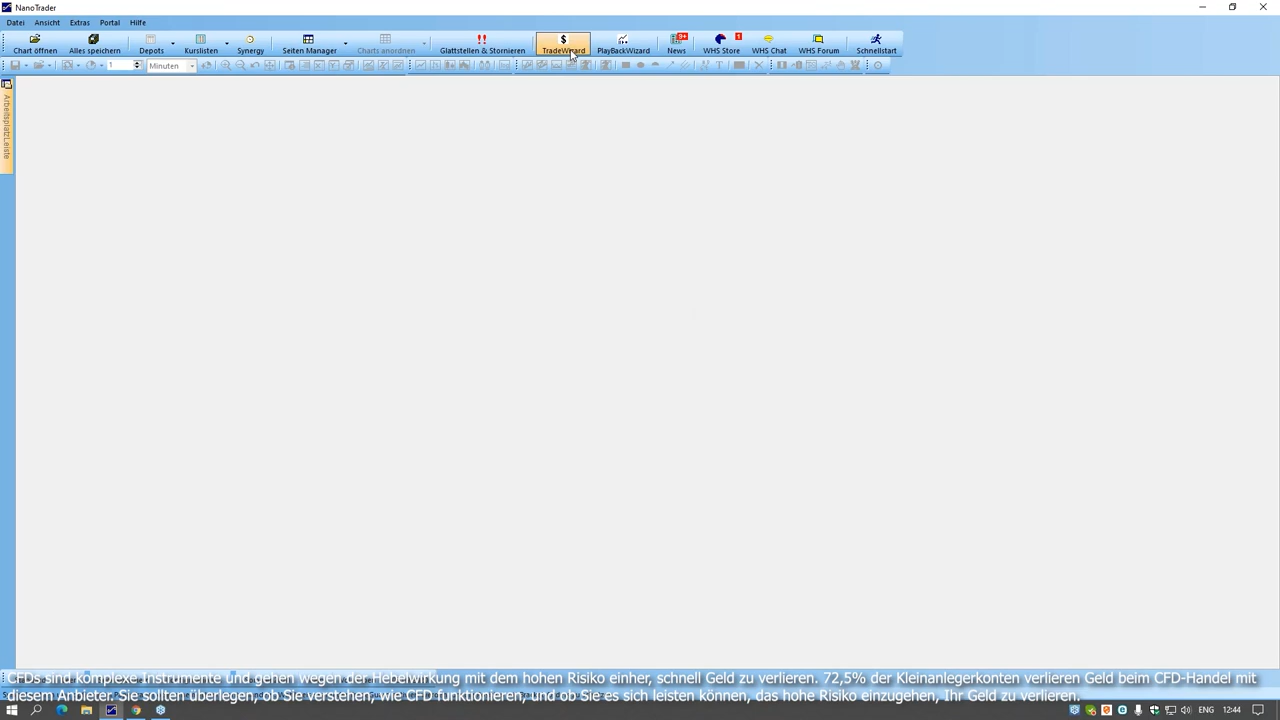 NanoTrader
Datei Ansicht Extras Portal Hilfe
Chart öffnen Alles speichern Depots Kurslisten Synergy Seiten Manager Charts anordnen Glattstellen & Stornieren TradeWizard PlayBackWizard News 9+ WHS Store 1 WHS Chat WHS Forum Schnellstart
1 Minuten
ArbeitsplatzLeiste
CFDs sind komplexe Instrumente und gehen wegen der Hebelwirkung mit dem hohen Risiko einher, schnell Geld zu verlieren. 72,5% der Kleinanlegerkonten verlieren Geld beim CFD-Handel mit
diesem Anbieter. Sie sollten überlegen, ob Sie verstehen, wie CFD funktionieren, und ob Sie es sich leisten können, das hohe Risiko einzugehen, Ihr Geld zu verlieren.
ENG 12:44